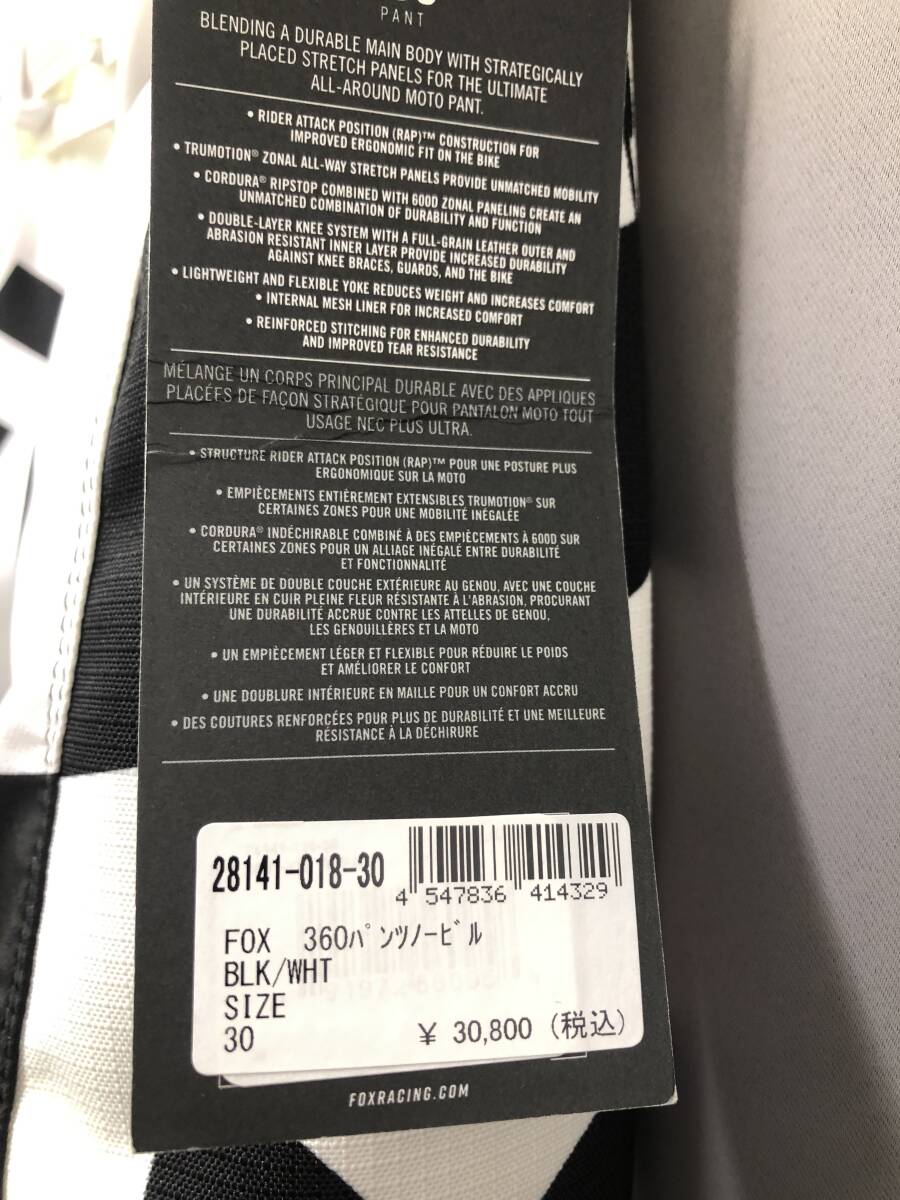 PANT
BLENDING A DURABLE MAIN BODY WITH STRATEGICALLY
PLACED STRETCH PANELS FOR THE ULTIMATE
ALL-AROUND MOTO PANT.
• RIDER ATTACK POSITION (RAP)™ CONSTRUCTION FOR
IMPROVED ERGONOMIC FIT ON THE BIKE
• TRUMOTION® ZONAL ALL-WAY STRETCH PANELS PROVIDE UNMATCHED MOBILITY
• CORDURA® RIPSTOP COMBINED WITH 600D ZONAL PANELING CREATE AN
UNMATCHED COMBINATION OF DURABILITY AND FUNCTION
• DOUBLE-LAYER KNEE SYSTEM WITH A FULL-GRAIN LEATHER OUTER AND
ABRASION RESISTANT INNER LAYER PROVIDE INCREASED DURABILITY
AGAINST KNEE BRACES, GUARDS, AND THE BIKE
• LIGHTWEIGHT AND FLEXIBLE YOKE REDUCES WEIGHT AND INCREASES COMFORT
• INTERNAL MESH LINER FOR INCREASED COMFORT
• REINFORCED STITCHING FOR ENHANCED DURABILITY
AND IMPROVED TEAR RESISTANCE
MÉLANGE UN CORPS PRINCIPAL DURABLE AVEC DES APPLIQUES
PLACÉES DE FAÇON STRATÉGIQUE POUR PANTALON MOTO TOUT
USAGE NEC PLUS ULTRA.
• STRUCTURE RIDER ATTACK POSITION (RAP)™ POUR UNE POSTURE PLUS
ERGONOMIQUE SUR LA MOTO
• EMPIÈCEMENTS ENTIÈREMENT EXTENSIBLES TRUMOTION® SUR
CERTAINES ZONES POUR UNE MOBILITÉ INÉGALÉE
• CORDURA® INDÉCHIRABLE COMBINÉ À DES EMPIÈCEMENTS À 600D SUR
CERTAINES ZONES POUR UN ALLIAGE INÉGALÉ ENTRE DURABILITÉ
ET FONCTIONNALITÉ
• UN SYSTÈME DE DOUBLE COUCHE EXTÉRIEURE AU GENOU, AVEC UNE COUCHE
INTÉRIEURE EN CUIR PLEINE FLEUR RÉSISTANTE À L'ABRASION, PROCURANT
UNE DURABILITÉ ACCRUE CONTRE LES ATTELLES DE GENOU,
LES GENOUILLÈRES ET LA MOTO
• UN EMPIÈCEMENT LÉGER ET FLEXIBLE POUR RÉDUIRE LE POIDS
ET AMÉLIORER LE CONFORT
• UNE DOUBLURE INTÉRIEURE EN MAILLE POUR UN CONFORT ACCRU
• DES COUTURES RENFORCÉES POUR PLUS DE DURABILITÉ ET UNE MEILLEURE
RÉSISTANCE À LA DÉCHIRURE
28141-018-30
4 547836 414329
FOX 360ﾊﾟﾝﾂﾉｰﾋﾞﾙ
BLK/WHT
SIZE
30
¥ 30,800 (税込)
FOXRACING.COM